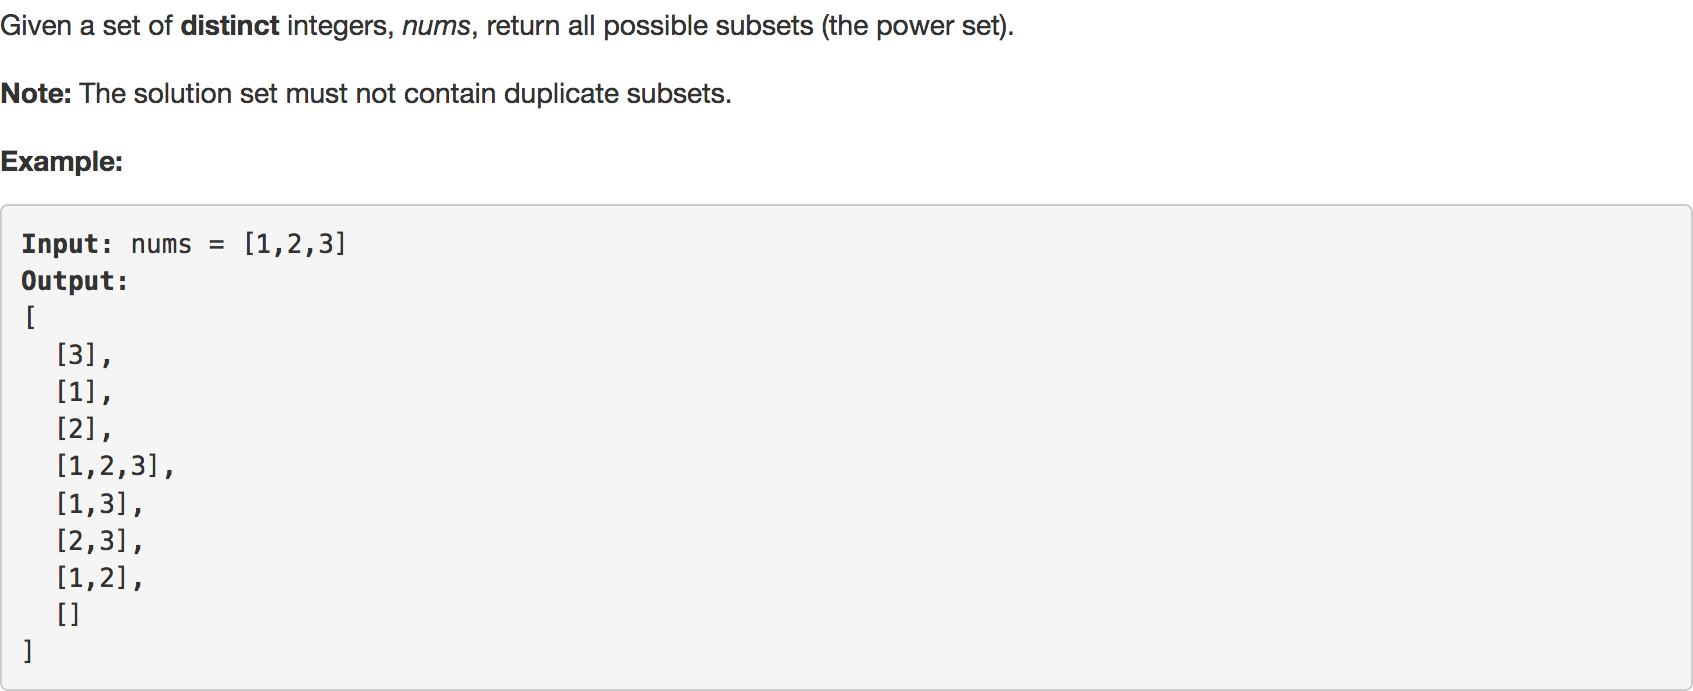 Given a set of distinct integers, nums, return all possible subsets (the power set).
Note: The solution set must not contain duplicate subsets.
Example:
Input: nums = [1,2,3]
Output:
[
  [3],
  [1],
  [2],
  [1,2,3],
  [1,3],
  [2,3],
  [1,2],
  []
]